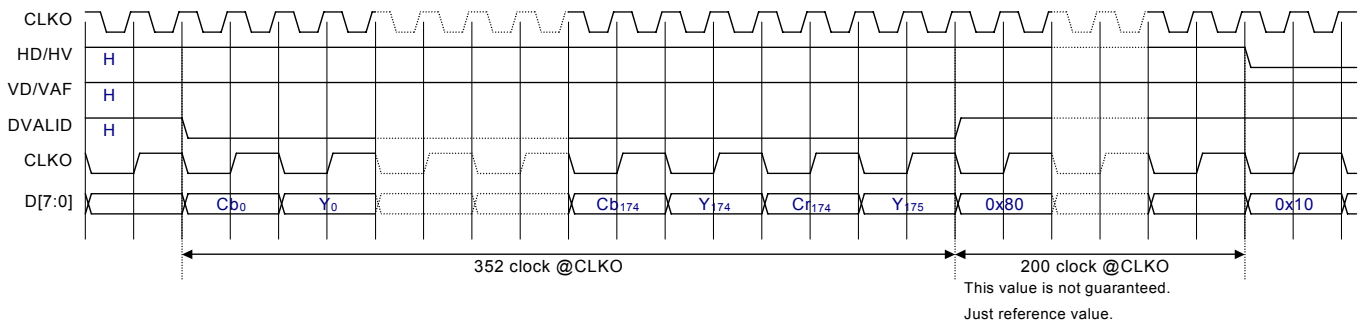 CLKO
HD/HV H
VD/VAF H
DVALID H
CLKO
D[7:0] Cb0 Y0 Cb174 Y174 Cr174 Y175 0x80 0x10
352 clock @CLKO 200 clock @CLKO
This value is not guaranteed.
Just reference value.